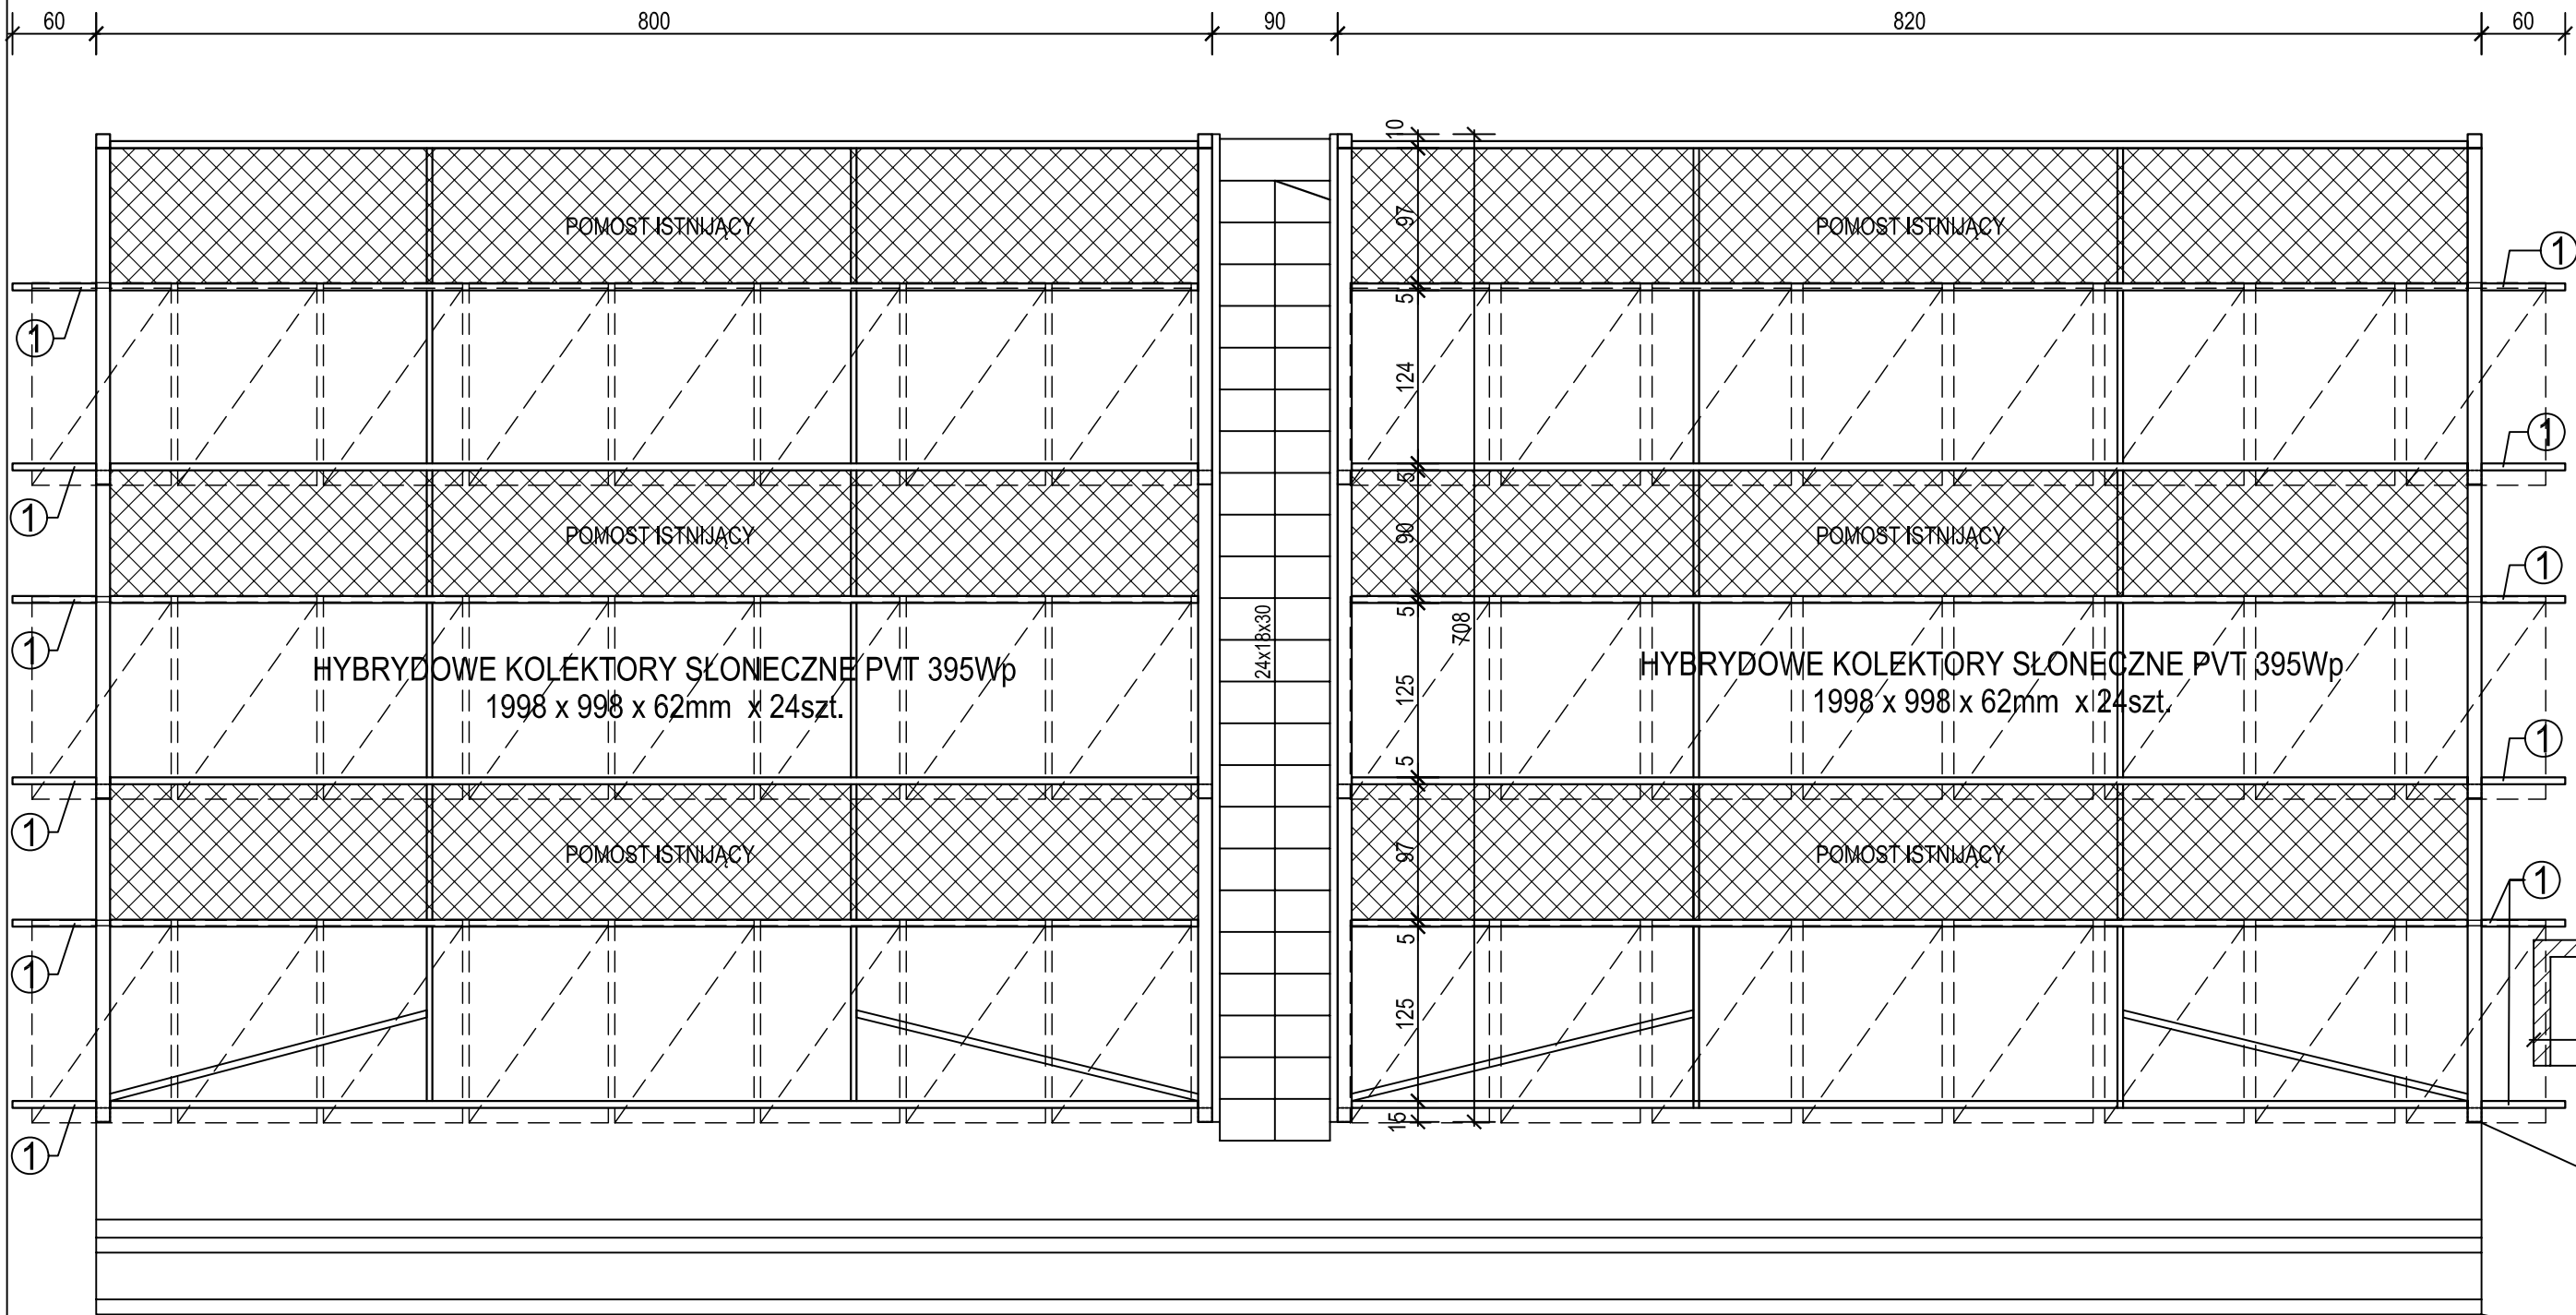 60 800 90 820 60
10
POMOST ISTNIJĄCY 97 POMOST ISTNIJĄCY
1
5
1
124
1
5
1
POMOST ISTNIJĄCY 90 POMOST ISTNIJĄCY
1
5
24x18x30
708
1
HYBRYDOWE KOLEKTORY SŁONECZNE PVT 395Wp
1998 x 998 x 62mm x 24szt.
125
HYBRYDOWE KOLEKTORY SŁONECZNE PVT 395Wp
1998 x 998 x 62mm x 24szt.
1
5
1
POMOST ISTNIJĄCY 97 POMOST ISTNIJĄCY
1
5
1
125
15
1